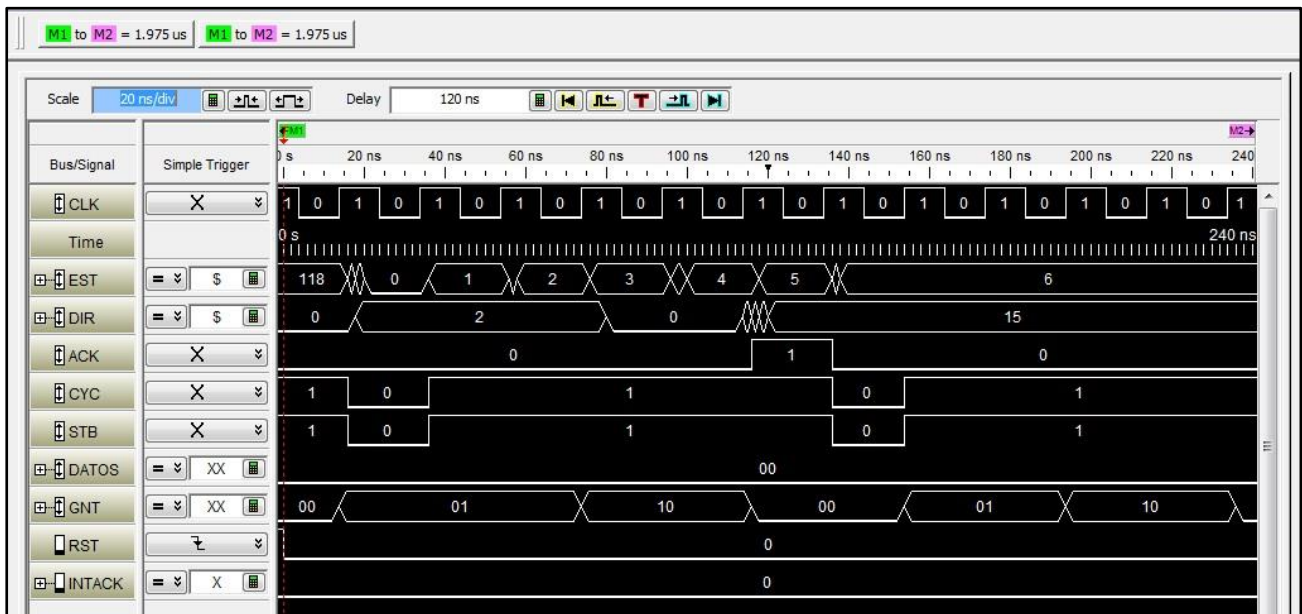 M1 to M2 = 1.975 us M1 to M2 = 1.975 us
Scale 20 ns/div Delay 120 ns T
M1 M2
Bus/Signal Simple Trigger 0 s 20 ns 40 ns 60 ns 80 ns 100 ns 120 ns 140 ns 160 ns 180 ns 200 ns 220 ns 240
CLK X 1 0 1 0 1 0 1 0 1 0 1 0 1 0 1 0 1 0 1 0 1 0 1 0 1
Time 0 s 240 ns
EST = $ 118 0 1 2 3 4 5 6
DIR = $ 0 2 0 15
ACK X 0 1 0
CYC X 1 0 1 0 1
STB X 1 0 1 0 1
DATOS = XX 00
GNT = XX 00 01 10 00 01 10
RST 0
INTACK = X 0